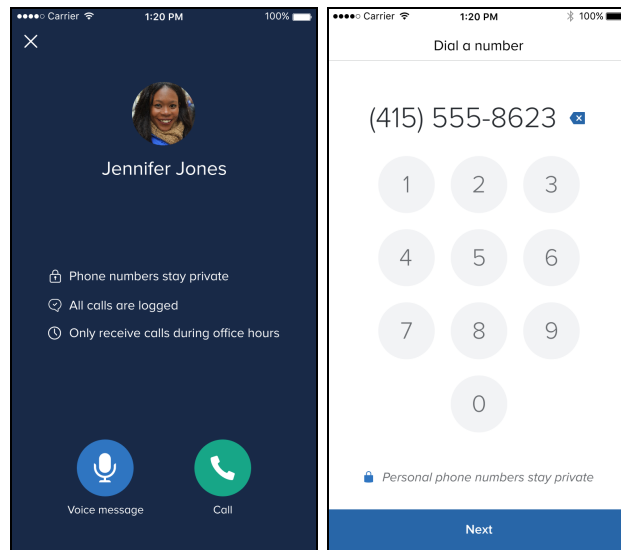 Carrier 1:20 PM 100%
Jennifer Jones
Phone numbers stay private
All calls are logged
Only receive calls during office hours
Voice message Call
Carrier 1:20 PM 100%
Dial a number
(415) 555-8623
1 2 3
4 5 6
7 8 9
0
Personal phone numbers stay private
Next